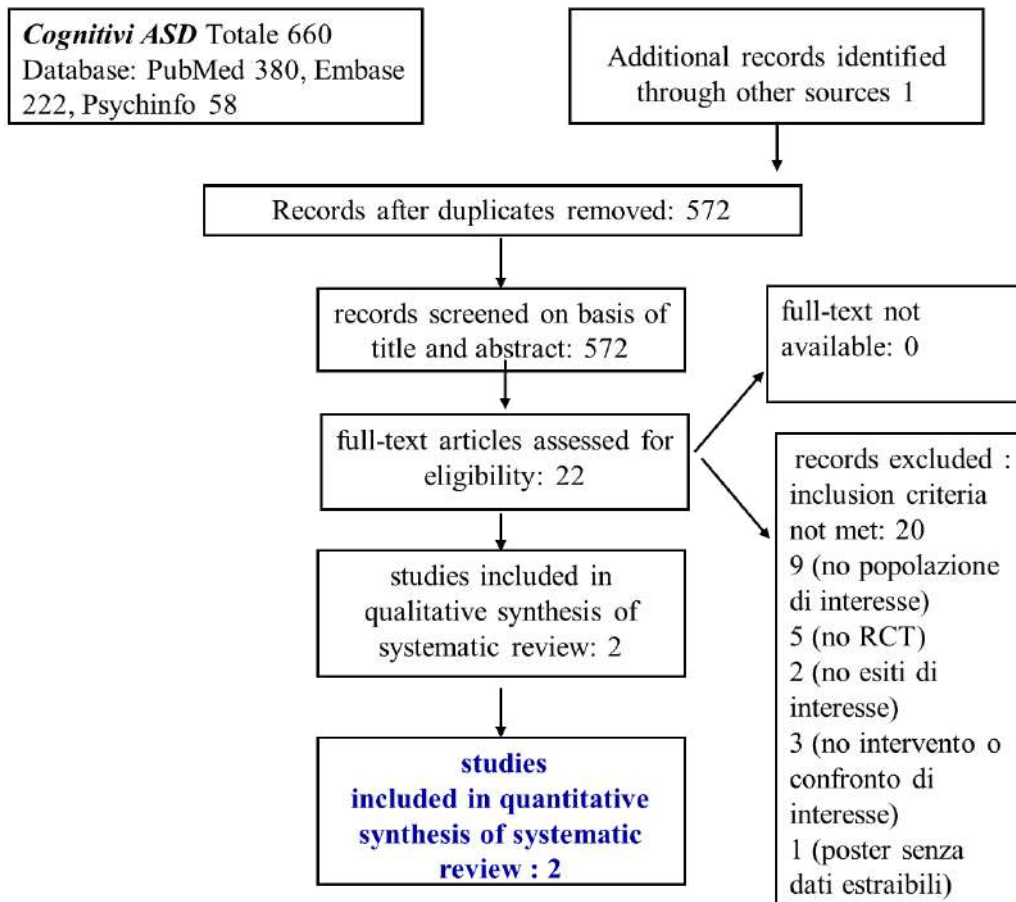 Cognitivi ASD Totale 660
Database: PubMed 380, Embase
222, Psychinfo 58
Additional records identified
through other sources 1
Records after duplicates removed: 572
records screened on basis of
title and abstract: 572
full-text not
available: 0
full-text articles assessed for
eligibility: 22
records excluded :
inclusion criteria
not met: 20
9 (no popolazione
di interesse)
5 (no RCT)
2 (no esiti di
interesse)
3 (no intervento o
confronto di
interesse)
1 (poster senza
dati estraibili)
studies included in
qualitative synthesis of
systematic review: 2
studies
included in quantitative
synthesis of systematic
review : 2